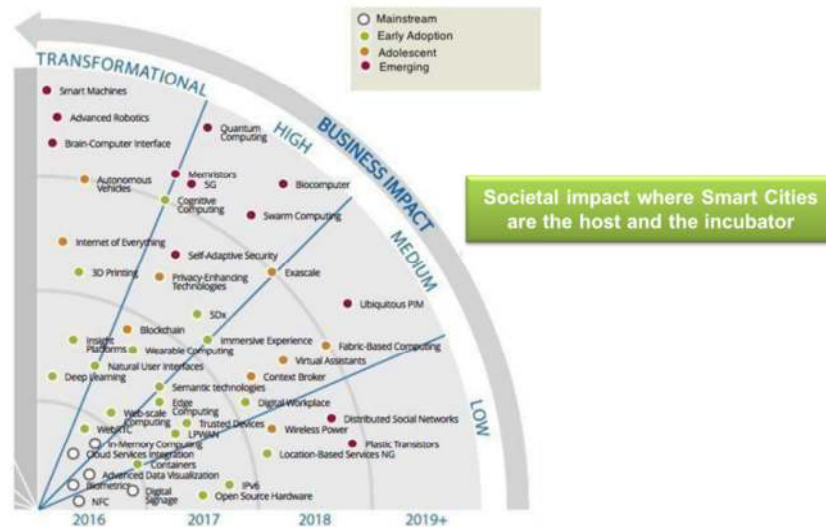 Mainstream
Early Adoption
Adolescent
Emerging
TRANSFORMATIONAL
HIGH
BUSINESS IMPACT
MEDIUM
LOW
Societal impact where Smart Cities
are the host and the incubator
Smart Machines
Advanced Robotics
Brain-Computer Interface
Quantum
Computing
Memristors
5G
Biocomputer
Autonomous
Vehicles
Cognitive
Computing
Swarm Computing
Internet of Everything
Self-Adaptive Security
3D Printing
Privacy-Enhancing
Technologies
Exascale
Ubiquitous PIM
SDx
Blockchain
Insight
Platforms
Wearable Computing
Immersive Experience
Fabric-Based Computing
Natural User Interfaces
Virtual Assistants
Deep Learning
Context Broker
Semantic technologies
Edge
Computing
Digital Workplace
Web-scale
Computing
Trusted Devices
Distributed Social Networks
WebRTC
LPWAN
Wireless Power
In-Memory Computing
Plastic Transistors
Cloud Services Integration
Location-Based Services NG
Containers
Advanced Data Visualization
Biometrics
Digital
Signage
IPv6
NFC
Open Source Hardware
2016
2017
2018
2019+